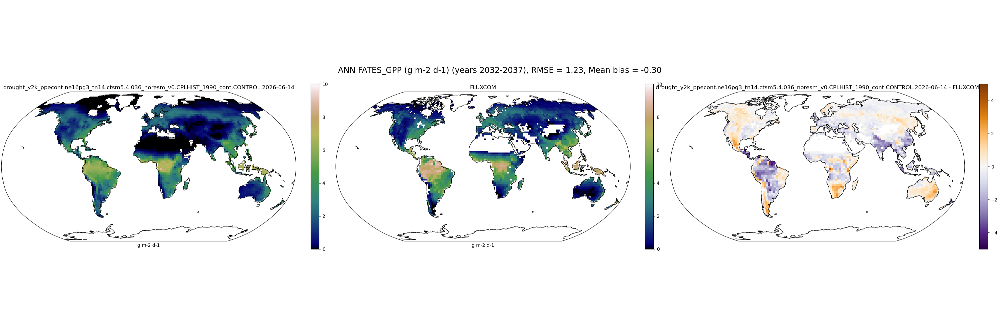 ANN FATES_GPP (g m-2 d-1) (years 2032-2037), RMSE = 1.23, Mean bias = -0.30
drought_y2k_ppecont.ne16pg3_tn14.ctsm5.4.036_noresm_v0.CPLHIST_1990_cont.CONTROL.2026-06-14
10
8
6
4
2
0
g m-2 d-1
FLUXCOM
10
8
6
4
2
0
g m-2 d-1
drought_y2k_ppecont.ne16pg3_tn14.ctsm5.4.036_noresm_v0.CPLHIST_1990_cont.CONTROL.2026-06-14 - FLUXCOM
4
2
0
−2
−4